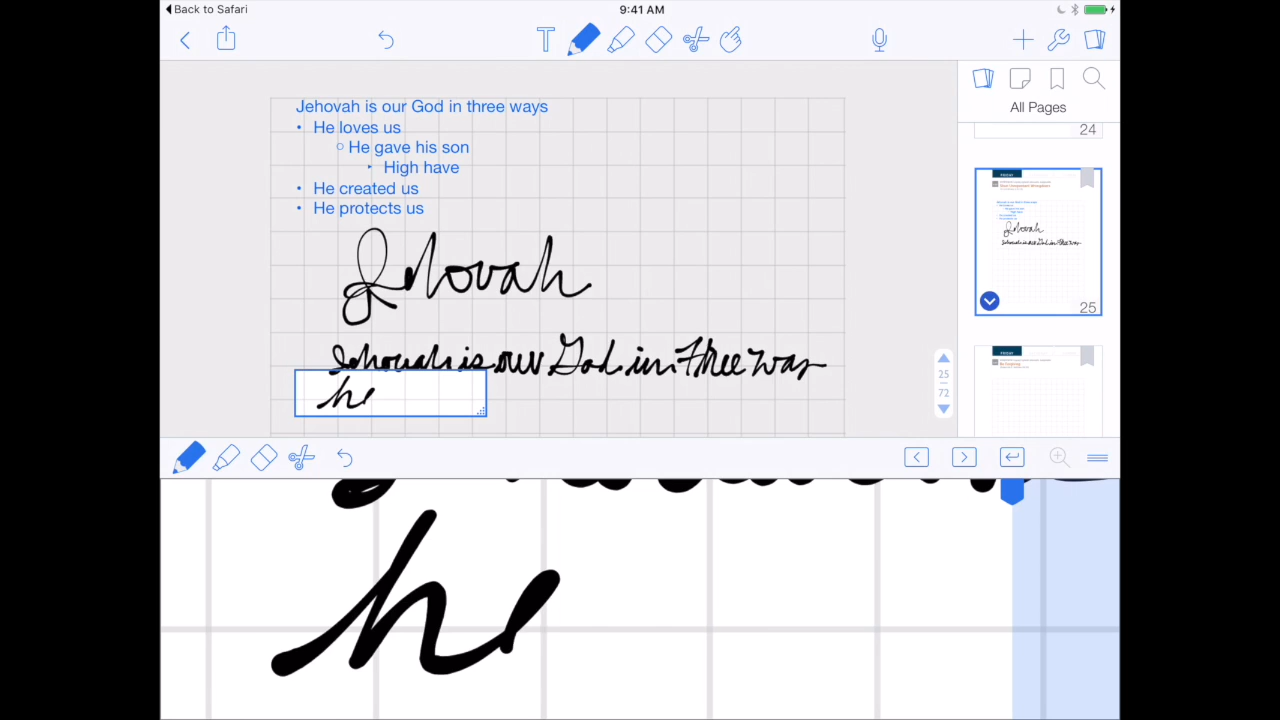 Back to Safari
9:41 AM
T
All Pages
24
Jehovah is our God in three ways
• He loves us
○ He gave his son
‣ High have
• He created us
• He protects us
Jehovah
Jehovah is our God in Three way
he
25
72
FRIDAY
25
he